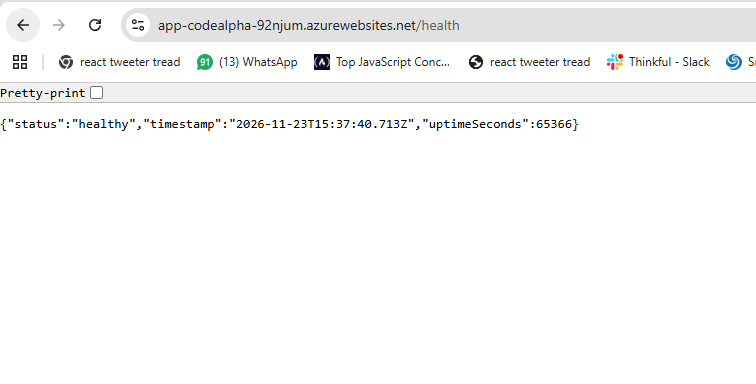 app-codealpha-92njum.azurewebsites.net/health
react tweeter tread 91 (13) WhatsApp A Top JavaScript Conc... react tweeter tread Thinkful - Slack
Pretty-print
{"status":"healthy","timestamp":"2026-11-23T15:37:40.713Z","uptimeSeconds":65366}